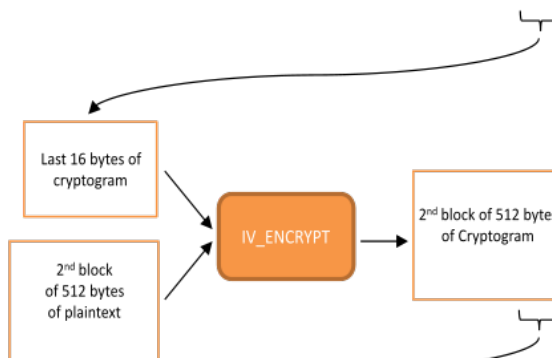 Last 16 bytes of
cryptogram
IV_ENCRYPT
2nd block of 512 byte
of Cryptogram
2nd block
of 512 bytes
of plaintext